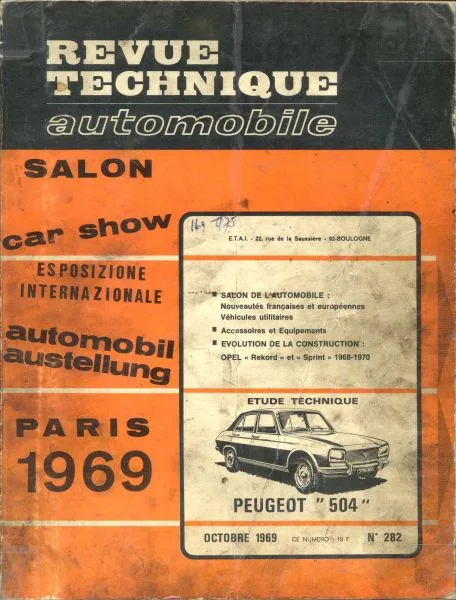 REVUE
TECHNIQUE
automobile
SALON
car show
ESPOSIZIONE
INTERNAZIONALE
automobil
austellung
PARIS
1969
E.T.A.I. - 22, rue de la Saussière - 92-BOULOGNE
SALON DE L'AUTOMOBILE :
Nouveautés françaises et européennes
Véhicules utilitaires
Accessoires et Equipements
EVOLUTION DE LA CONSTRUCTION :
OPEL « Rekord » et « Sprint » 1968-1970
ETUDE TECHNIQUE
PEUGEOT "504"
OCTOBRE 1969 CE NUMERO : 18 F N° 282